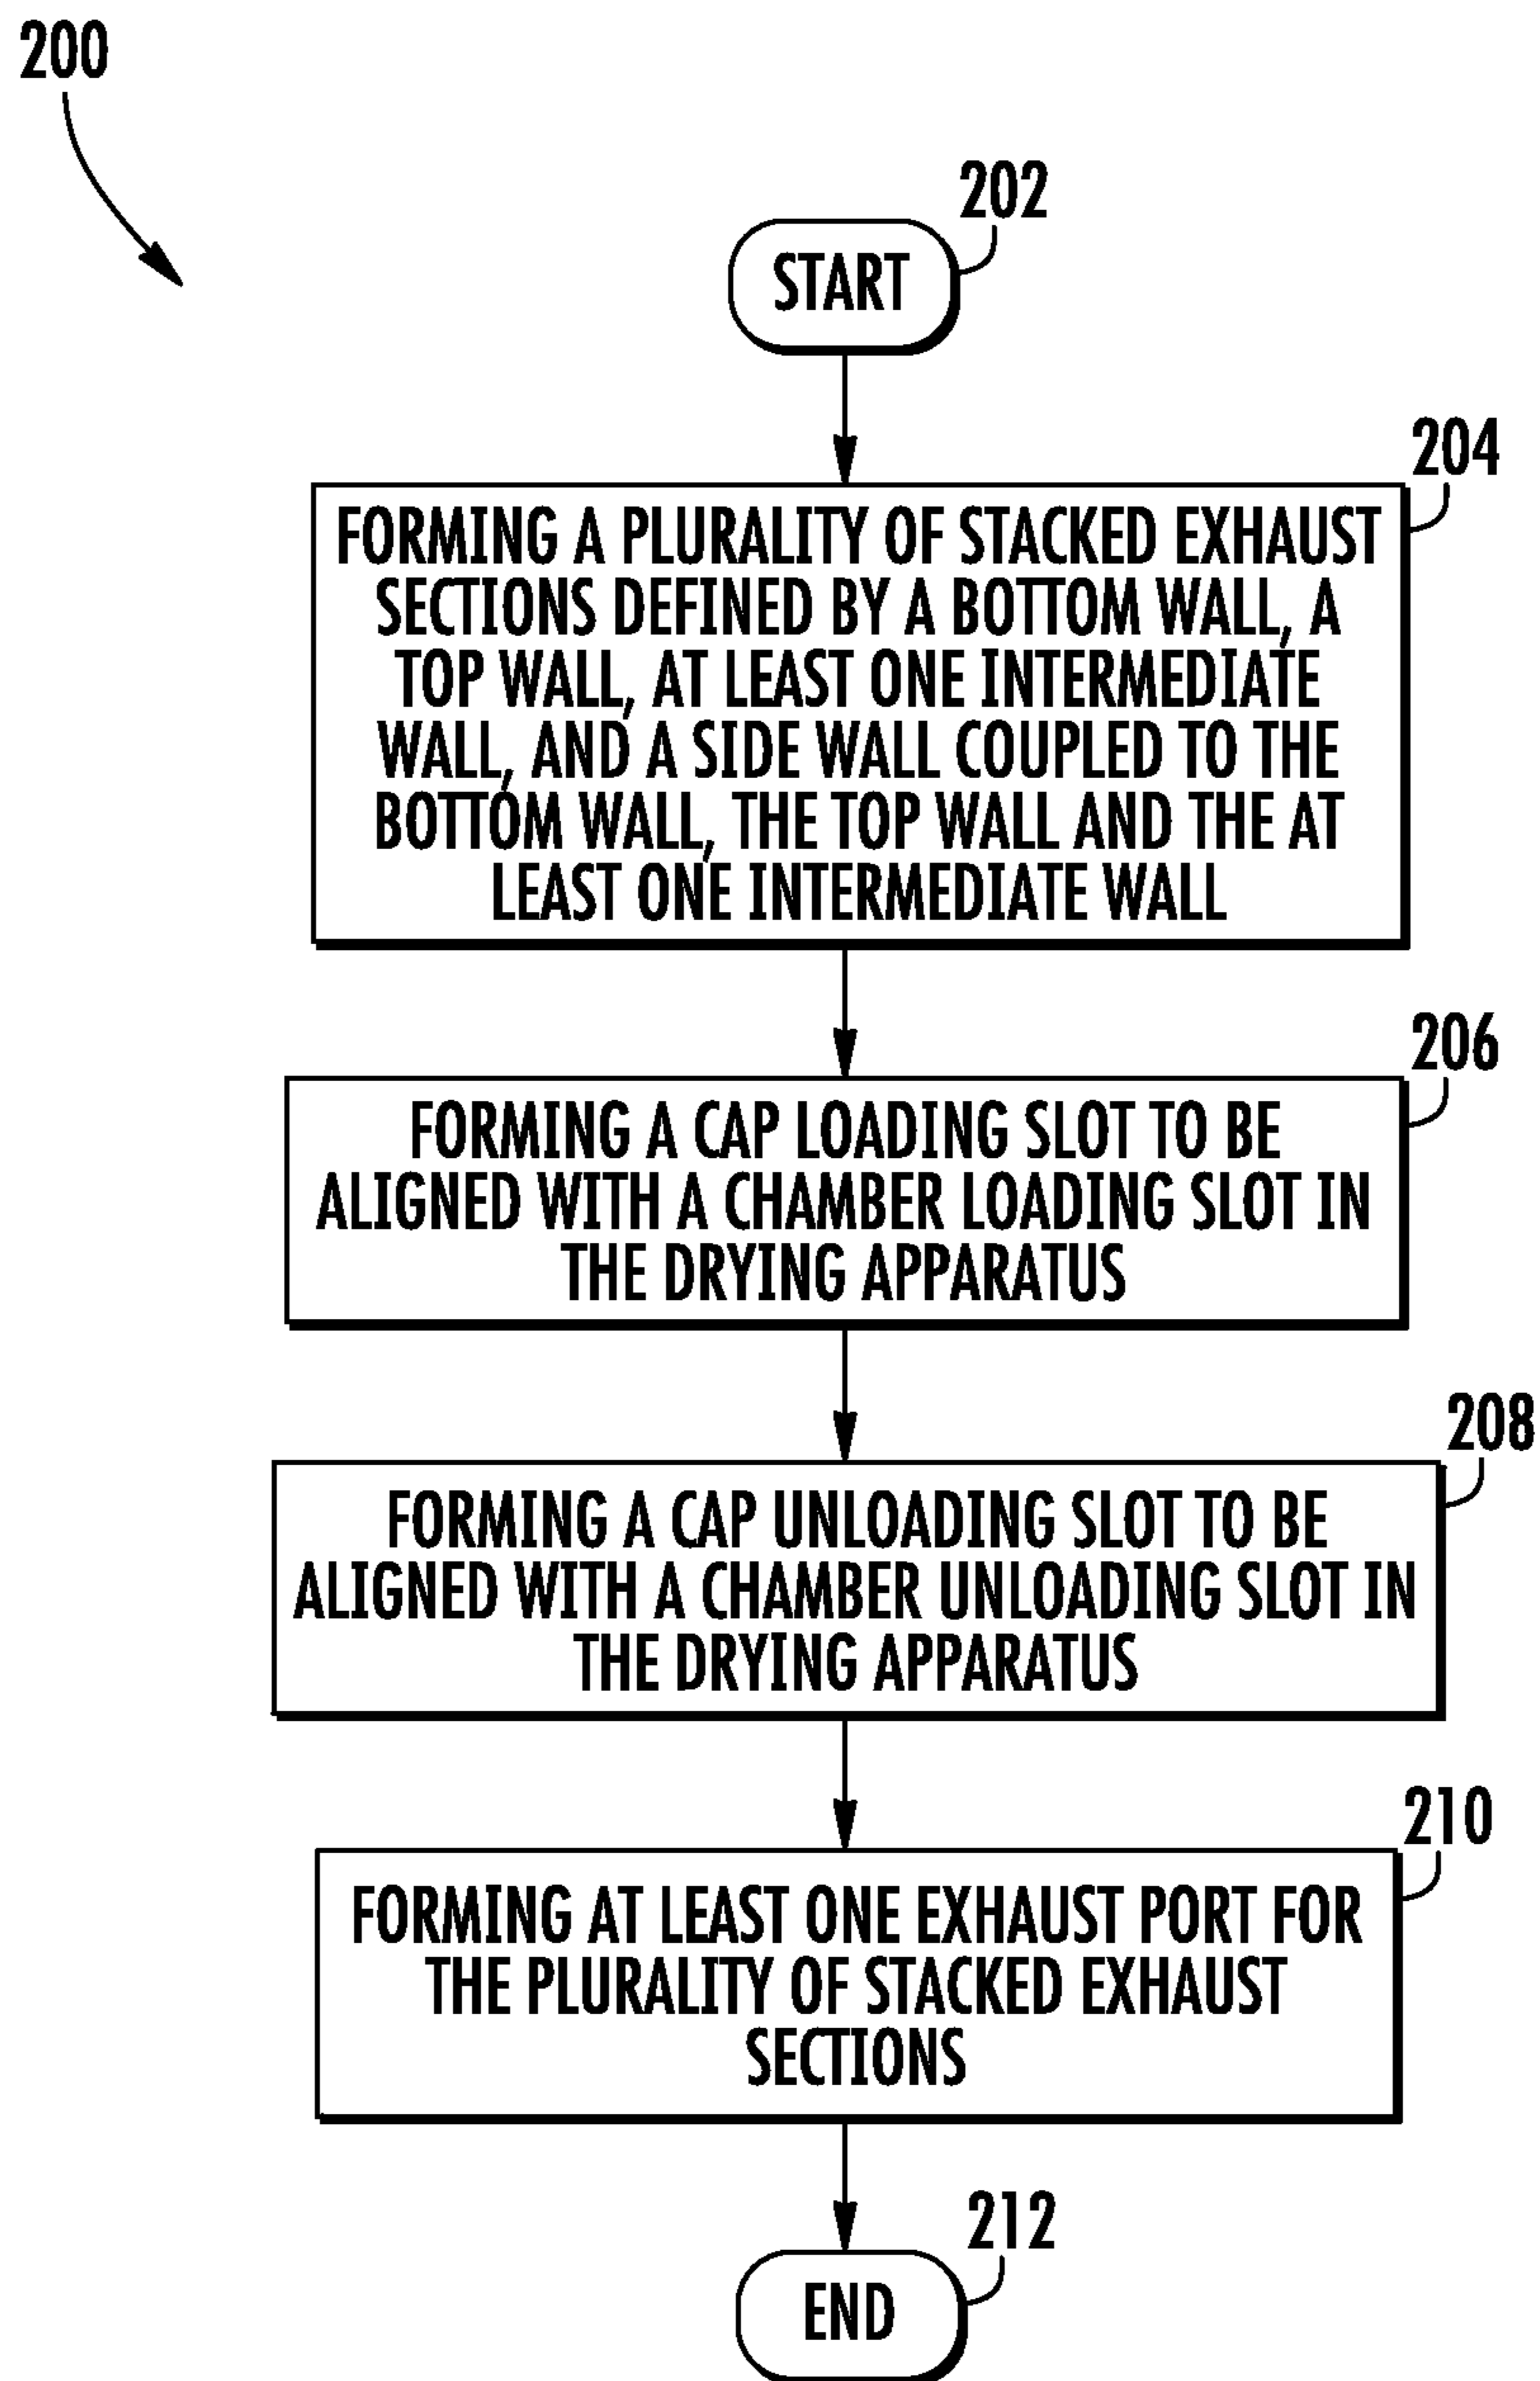 200
202
START
204
FORMING A PLURALITY OF STACKED EXHAUST
SECTIONS DEFINED BY A BOTTOM WALL, A
TOP WALL, AT LEAST ONE INTERMEDIATE
WALL, AND A SIDE WALL COUPLED TO THE
BOTTOM WALL, THE TOP WALL AND THE AT
LEAST ONE INTERMEDIATE WALL
206
FORMING A CAP LOADING SLOT TO BE
ALIGNED WITH A CHAMBER LOADING SLOT IN
THE DRYING APPARATUS
208
FORMING A CAP UNLOADING SLOT TO BE
ALIGNED WITH A CHAMBER UNLOADING SLOT IN
THE DRYING APPARATUS
210
FORMING AT LEAST ONE EXHAUST PORT FOR
THE PLURALITY OF STACKED EXHAUST
SECTIONS
212
END